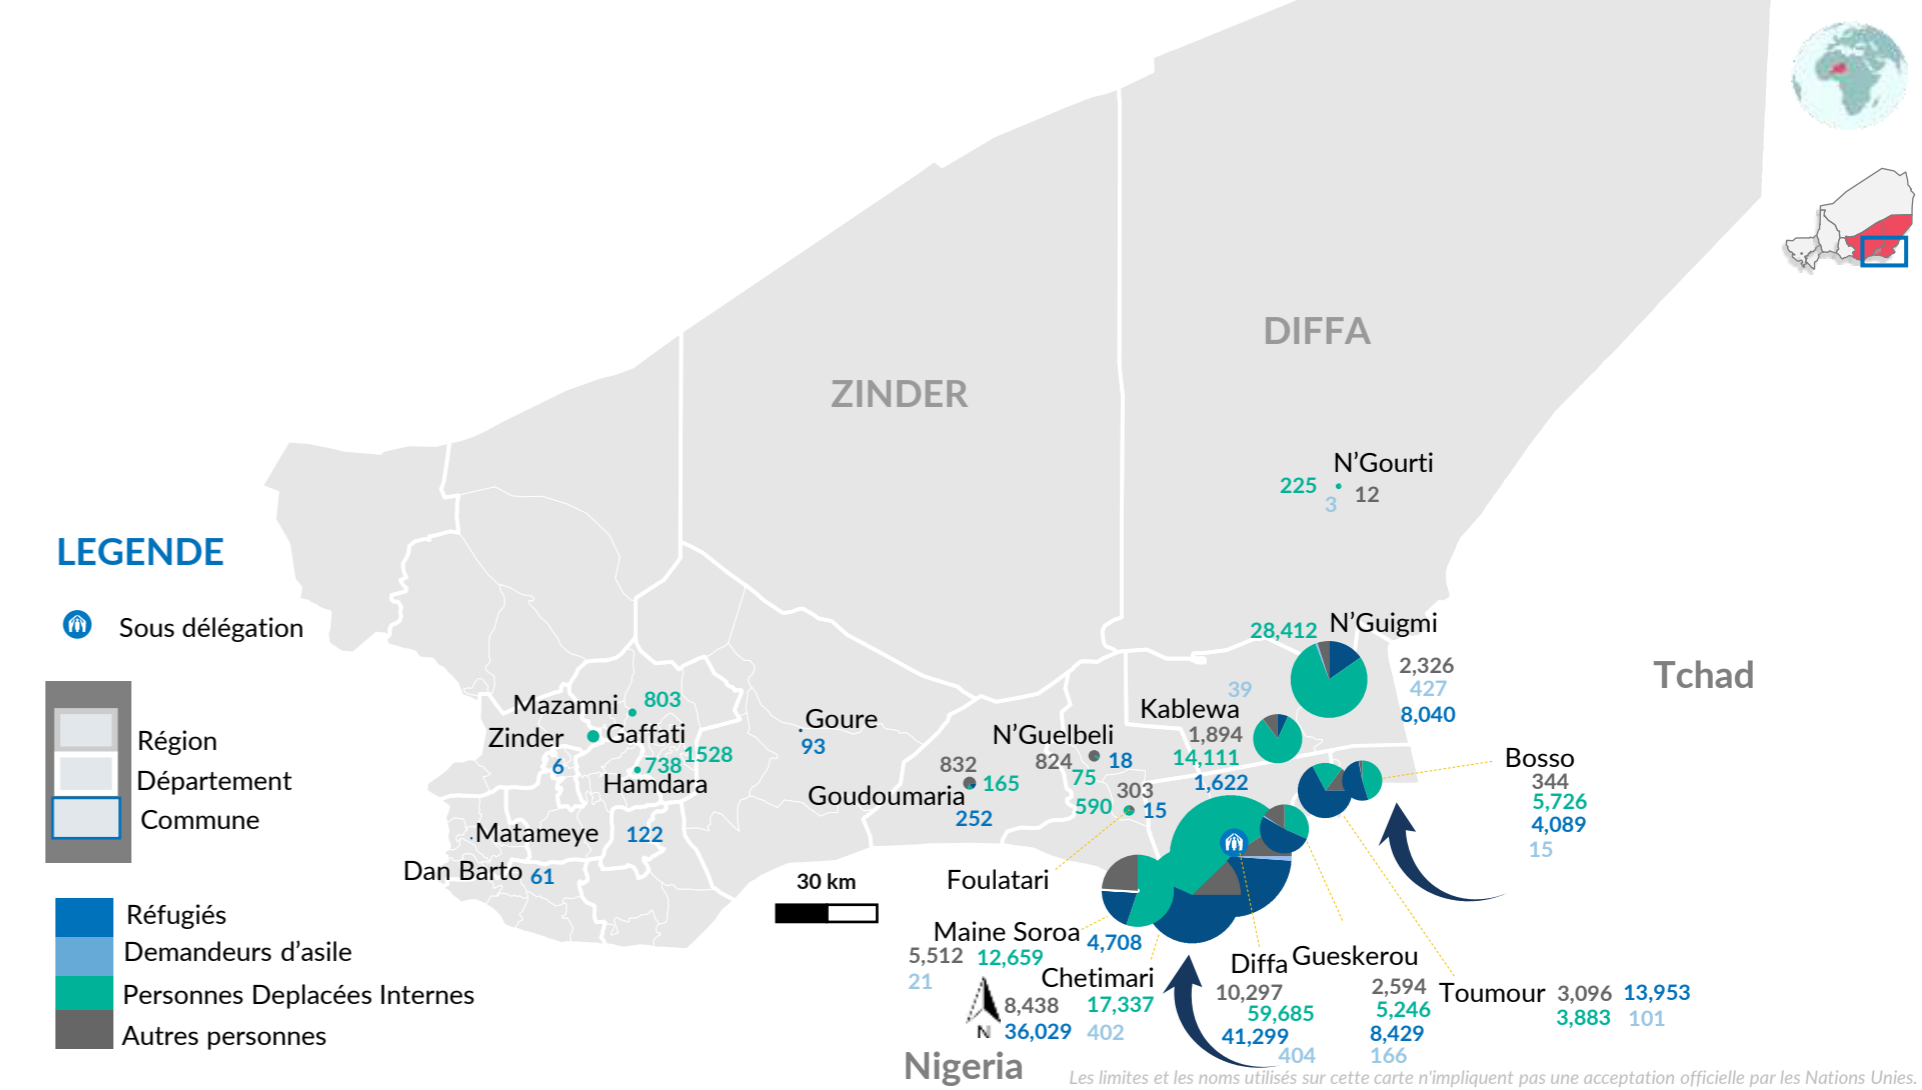 DIFFA
ZINDER
N'Gourti
225
12
3
LEGENDE
Sous délégation
Région
Département
Commune
Réfugiés
Demandeurs d'asile
Personnes Deplacées Internes
Autres personnes
N'Guigmi
28,412
2,326
427
8,040
Tchad
39
Kablewa
1,894
14,111
1,622
Mazamni
803
Zinder
6
Gaffati
1528
738
Hamdara
Goure
93
N'Guelbeli
824
18
75
832
165
Goudoumaria
252
303
590
15
Foulatari
Matameye
122
Dan Barto
61
30 km
Bosso
344
5,726
4,089
15
Maine Soroa
4,708
5,512
12,659
21
Chetimari
8,438
17,337
36,029
402
N
Diffa
10,297
59,685
41,299
404
Gueskerou
2,594
5,246
8,429
166
Toumour
3,096
13,953
3,883
101
Nigeria
Les limites et les noms utilisés sur cette carte n'impliquent pas une acceptation officielle par les Nations Unies.